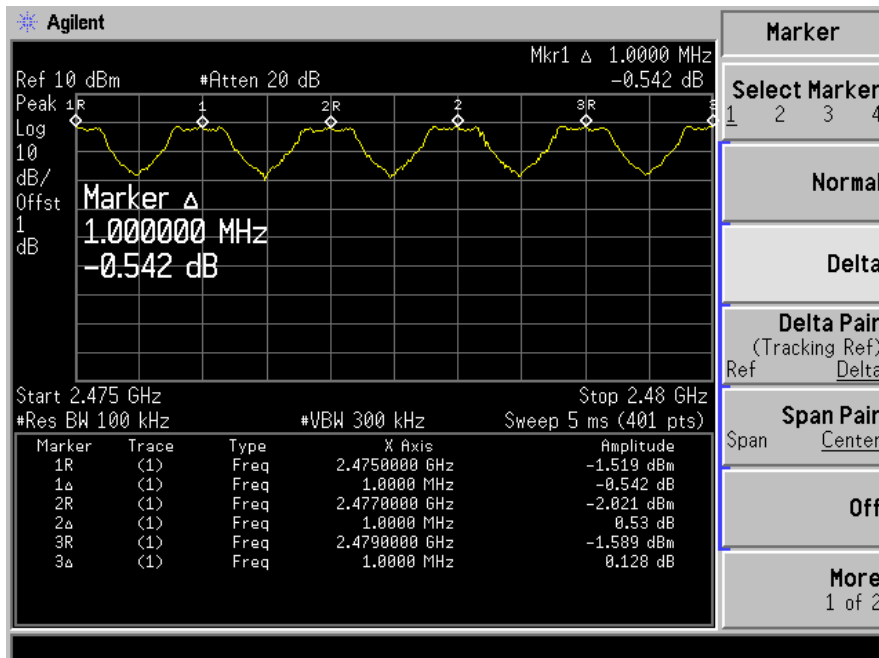 Agilent
Marker
Mkr1 Δ 1.0000 MHz
Ref 10 dBm #Atten 20 dB -0.542 dB
Peak
Log
10
dB/
Offst
1
dB
1R 1 2R 2 3R 3
Marker Δ
1.000000 MHz
-0.542 dB
Start 2.475 GHz Stop 2.48 GHz
#Res BW 100 kHz #VBW 300 kHz Sweep 5 ms (401 pts)
Marker Trace Type X Axis Amplitude
1R (1) Freq 2.4750000 GHz -1.519 dBm
1Δ (1) Freq 1.0000 MHz -0.542 dB
2R (1) Freq 2.4770000 GHz -2.021 dBm
2Δ (1) Freq 1.0000 MHz 0.53 dB
3R (1) Freq 2.4790000 GHz -1.589 dBm
3Δ (1) Freq 1.0000 MHz 0.128 dB
Select Marker
1 2 3 4
Normal
Delta
Delta Pair
(Tracking Ref)
Ref Delta
Span Pair
Span Center
Off
More
1 of 2